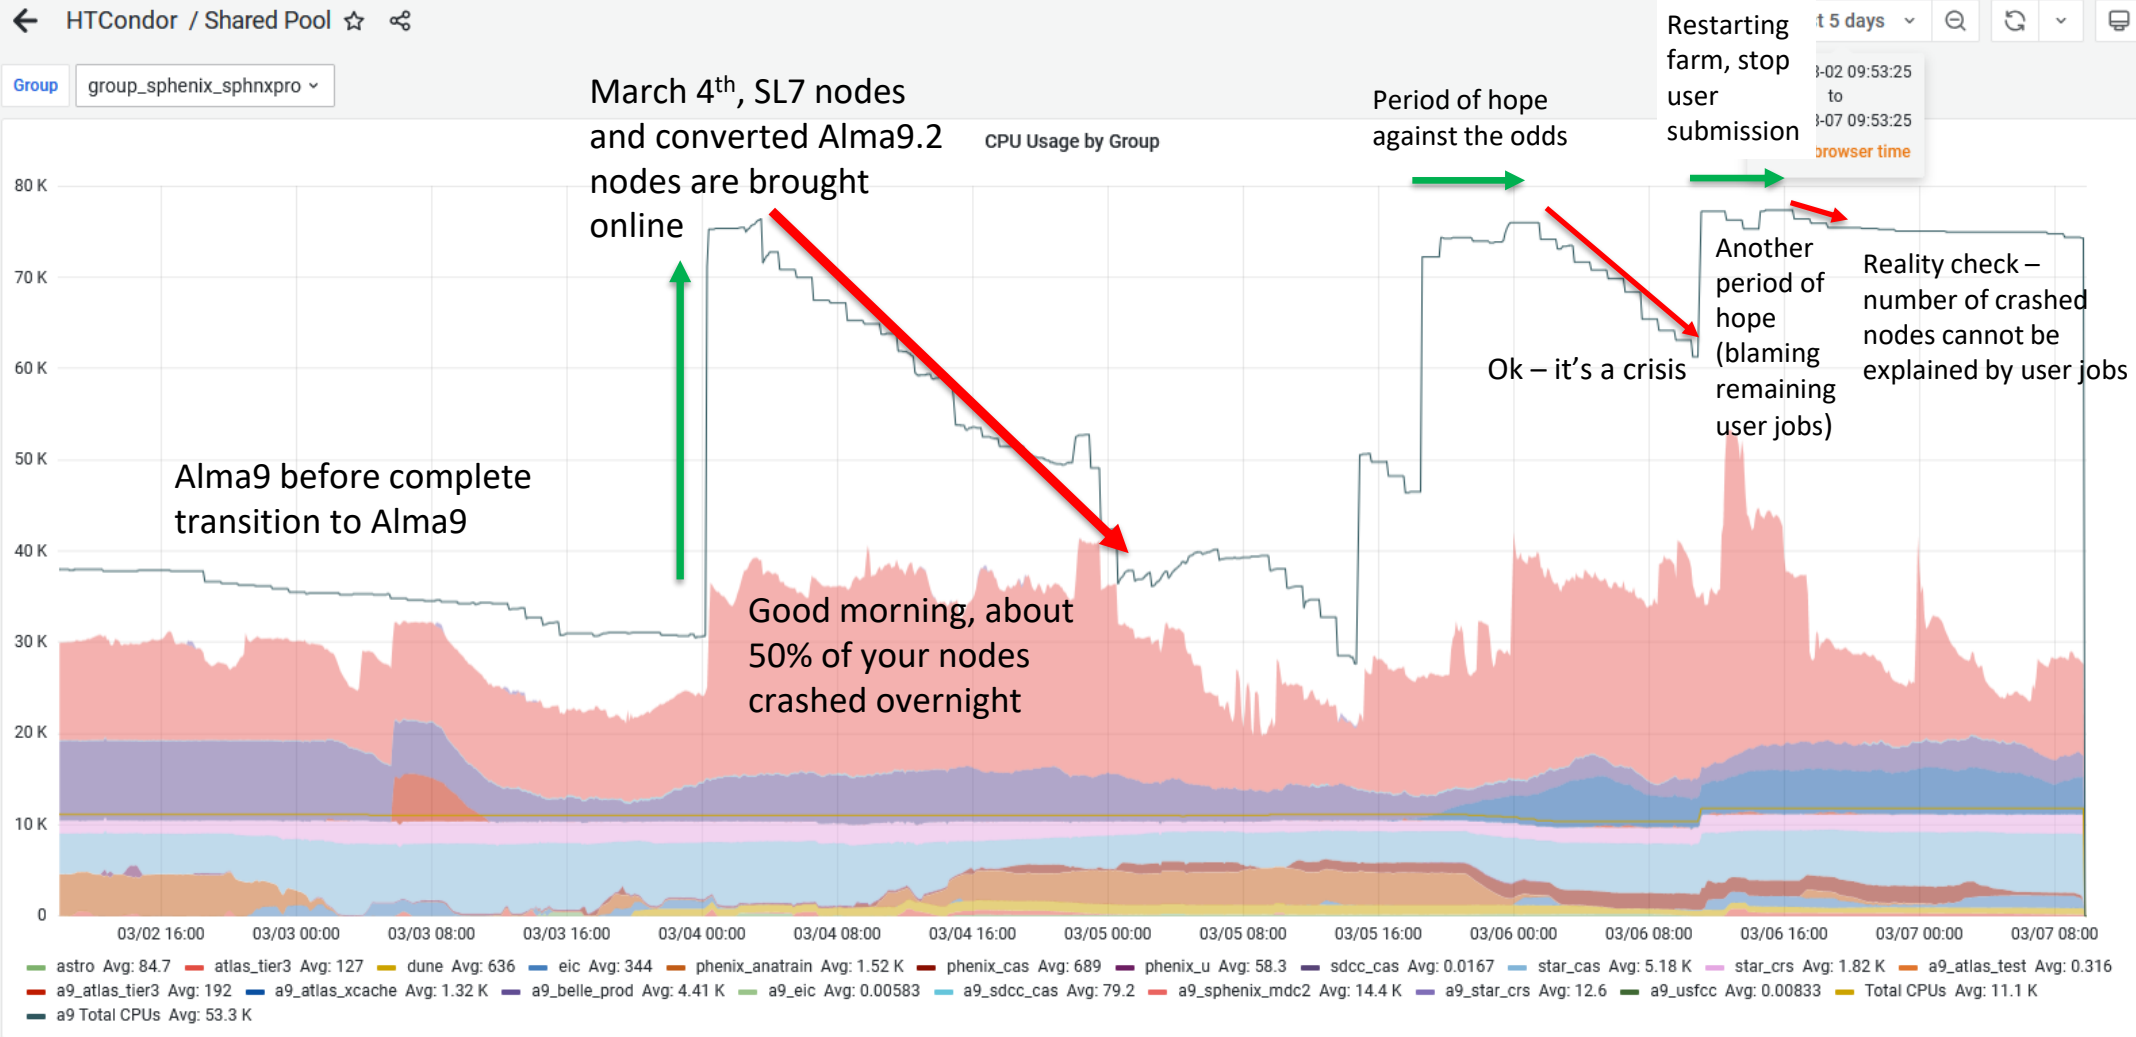 HTCondor / Shared Pool
t 5 days
Group
group_sphenix_sphnxpro
3-02 09:53:25
to
3-07 09:53:25
browser time
March 4th, SL7 nodes
and converted Alma9.2
nodes are brought
online
CPU Usage by Group
Period of hope
against the odds
Restarting
farm, stop
user
submission
Another
period of
hope
(blaming
remaining
user jobs)
Reality check –
number of crashed
nodes cannot be
explained by user jobs
Ok – it's a crisis
Alma9 before complete
transition to Alma9
Good morning, about
50% of your nodes
crashed overnight
80 K
70 K
60 K
50 K
40 K
30 K
20 K
10 K
0
03/02 16:00 03/03 00:00 03/03 08:00 03/03 16:00 03/04 00:00 03/04 08:00 03/04 16:00 03/05 00:00 03/05 08:00 03/05 16:00 03/06 00:00 03/06 08:00 03/06 16:00 03/07 00:00 03/07 08:00
astro Avg: 84.7 atlas_tier3 Avg: 127 dune Avg: 636 eic Avg: 344 phenix_anatrain Avg: 1.52 K phenix_cas Avg: 689 phenix_u Avg: 58.3 sdcc_cas Avg: 0.0167 star_cas Avg: 5.18 K star_crs Avg: 1.82 K a9_atlas_test Avg: 0.316
a9_atlas_tier3 Avg: 192 a9_atlas_xcache Avg: 1.32 K a9_belle_prod Avg: 4.41 K a9_eic Avg: 0.00583 a9_sdcc_cas Avg: 79.2 a9_sphenix_mdc2 Avg: 14.4 K a9_star_crs Avg: 12.6 a9_usfcc Avg: 0.00833 Total CPUs Avg: 11.1 K
a9 Total CPUs Avg: 53.3 K